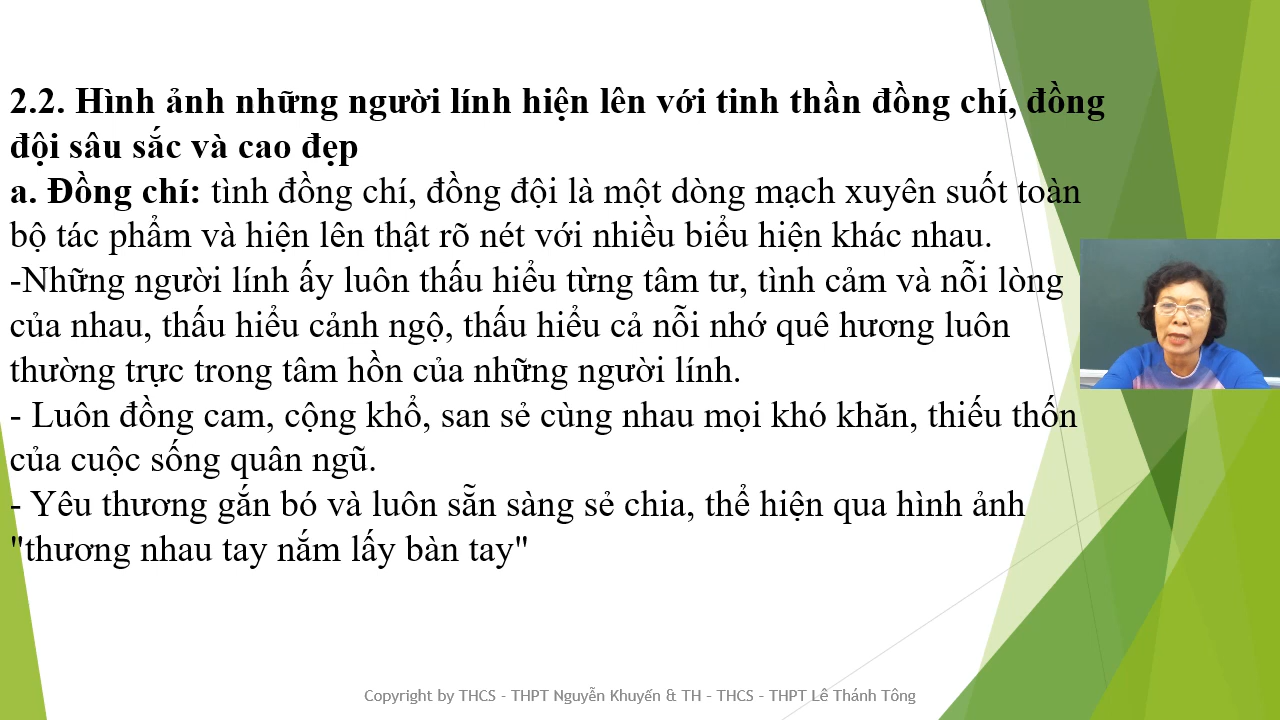 2.2. Hình ảnh những người lính hiện lên với tinh thần đồng chí, đồng
đội sâu sắc và cao đẹp
a. Đồng chí: tình đồng chí, đồng đội là một dòng mạch xuyên suốt toàn
bộ tác phẩm và hiện lên thật rõ nét với nhiều biểu hiện khác nhau.
-Những người lính ấy luôn thấu hiểu từng tâm tư, tình cảm và nỗi lòng
của nhau, thấu hiểu cảnh ngộ, thấu hiểu cả nỗi nhớ quê hương luôn
thường trực trong tâm hồn của những người lính.
- Luôn đồng cam, cộng khổ, san sẻ cùng nhau mọi khó khăn, thiếu thốn
của cuộc sống quân ngũ.
- Yêu thương gắn bó và luôn sẵn sàng sẻ chia, thể hiện qua hình ảnh
"thương nhau tay nắm lấy bàn tay"
Copyright by THCS - THPT Nguyễn Khuyến & TH - THCS - THPT Lê Thánh Tông